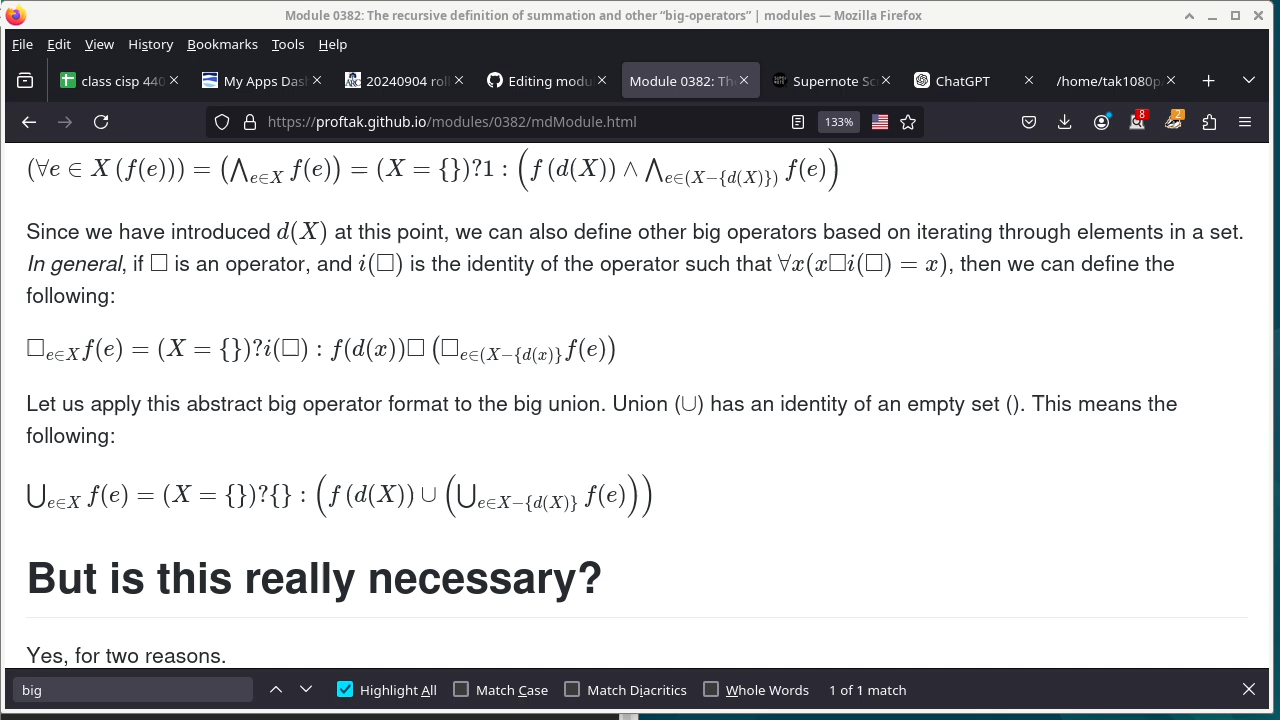 Module 0382: The recursive definition of summation and other “big-operators” | modules — Mozilla Firefox
File Edit View History Bookmarks Tools Help
class cisp 440 My Apps Das 20240904 roll Editing modu Module 0382: The Supernote Sc ChatGPT /home/tak1080p
https://proftak.github.io/modules/0382/mdModule.html 133% 8 2
(∀e ∈ X (f(e))) = (⋀e∈X f(e)) = (X = {})?1 : (f (d(X)) ∧ ⋀e∈(X−{d(X)}) f(e))
Since we have introduced d(X) at this point, we can also define other big operators based on iterating through elements in a set.
In general, if □ is an operator, and i(□) is the identity of the operator such that ∀x(x□i(□) = x), then we can define the
following:
□e∈X f(e) = (X = {})?i(□) : f(d(x))□ (□e∈(X−{d(x)} f(e))
Let us apply this abstract big operator format to the big union. Union (∪) has an identity of an empty set (). This means the
following:
⋃e∈X f(e) = (X = {})?{} : (f (d(X)) ∪ (⋃e∈X−{d(X)} f(e)))
But is this really necessary?
Yes, for two reasons.
big Highlight All Match Case Match Diacritics Whole Words 1 of 1 match